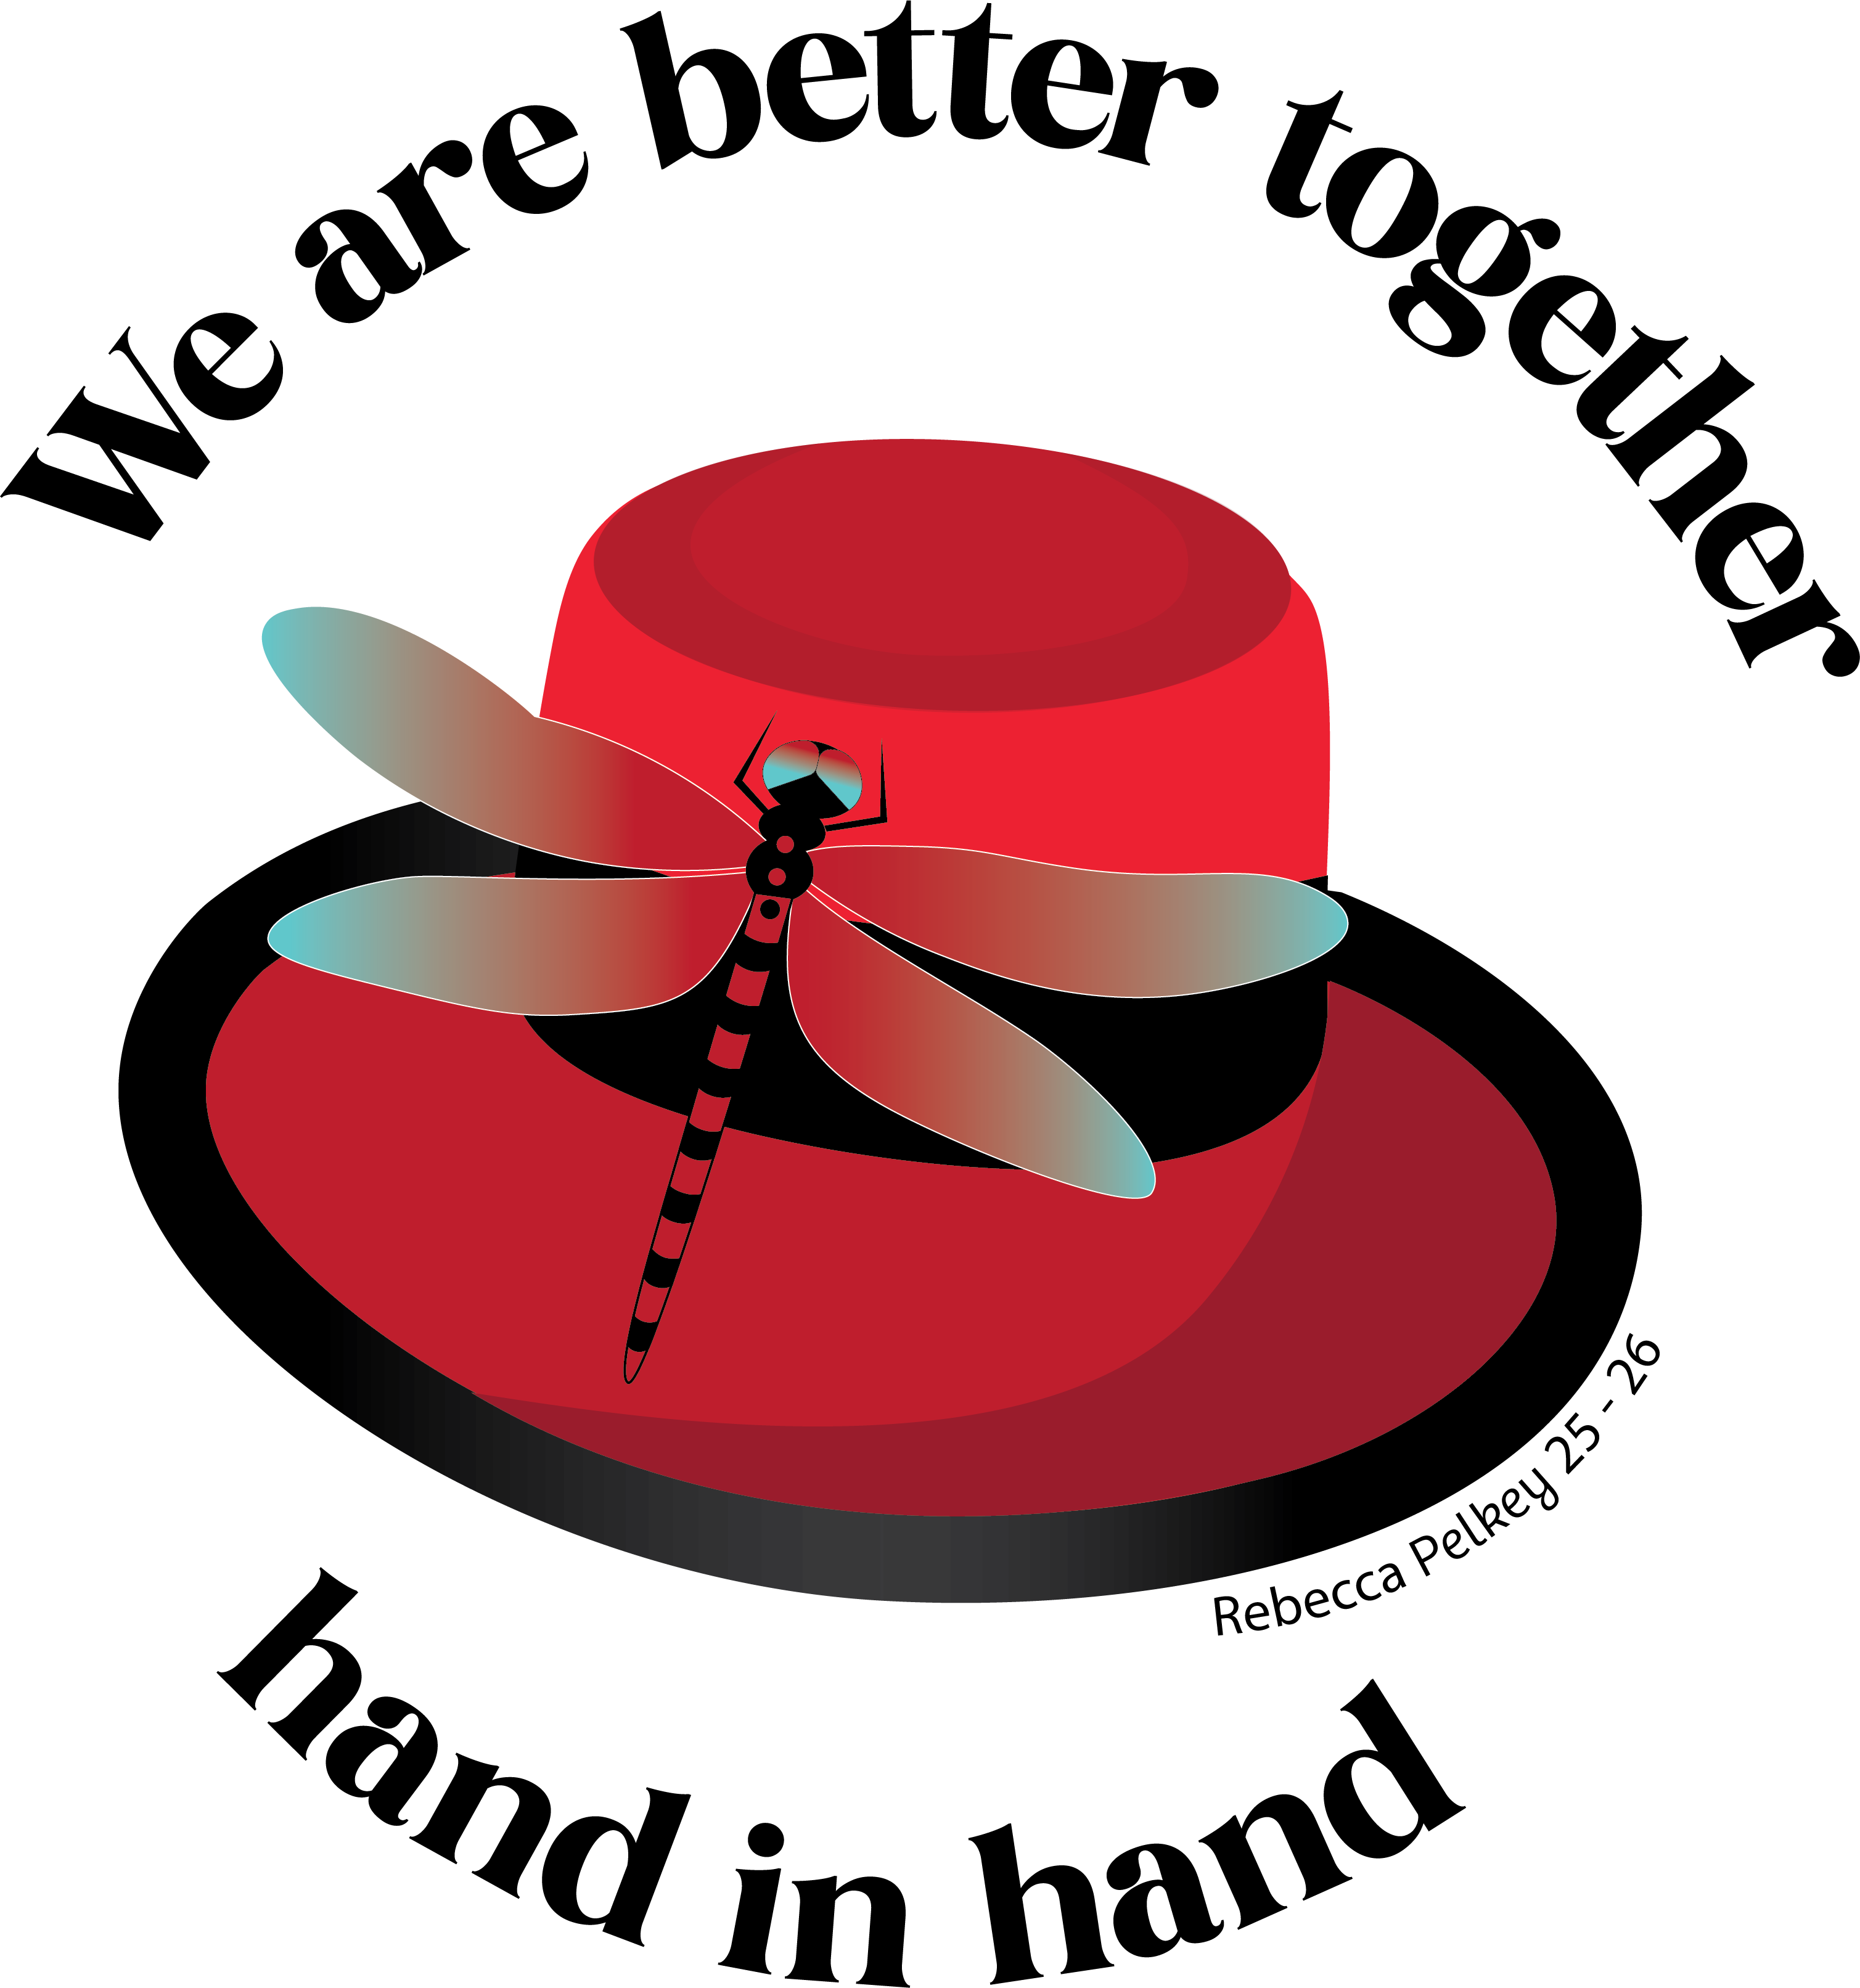 We are better together
Rebecca Pelkey 25 - 26
hand in hand